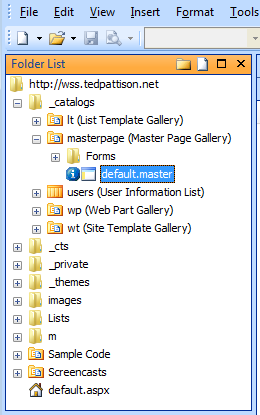 File Edit View Insert Format Tools
Folder List
http://wss.tedpattison.net
_catalogs
lt (List Template Gallery)
masterpage (Master Page Gallery)
Forms
default.master
users (User Information List)
wp (Web Part Gallery)
wt (Site Template Gallery)
_cts
_private
_themes
images
Lists
m
Sample Code
Screencasts
default.aspx